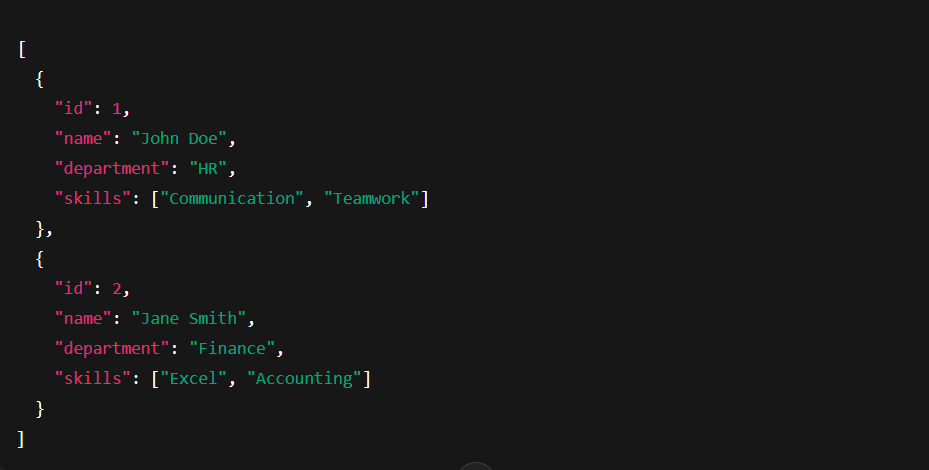 [
  {
    "id": 1,
    "name": "John Doe",
    "department": "HR",
    "skills": ["Communication", "Teamwork"]
  },
  {
    "id": 2,
    "name": "Jane Smith",
    "department": "Finance",
    "skills": ["Excel", "Accounting"]
  }
]